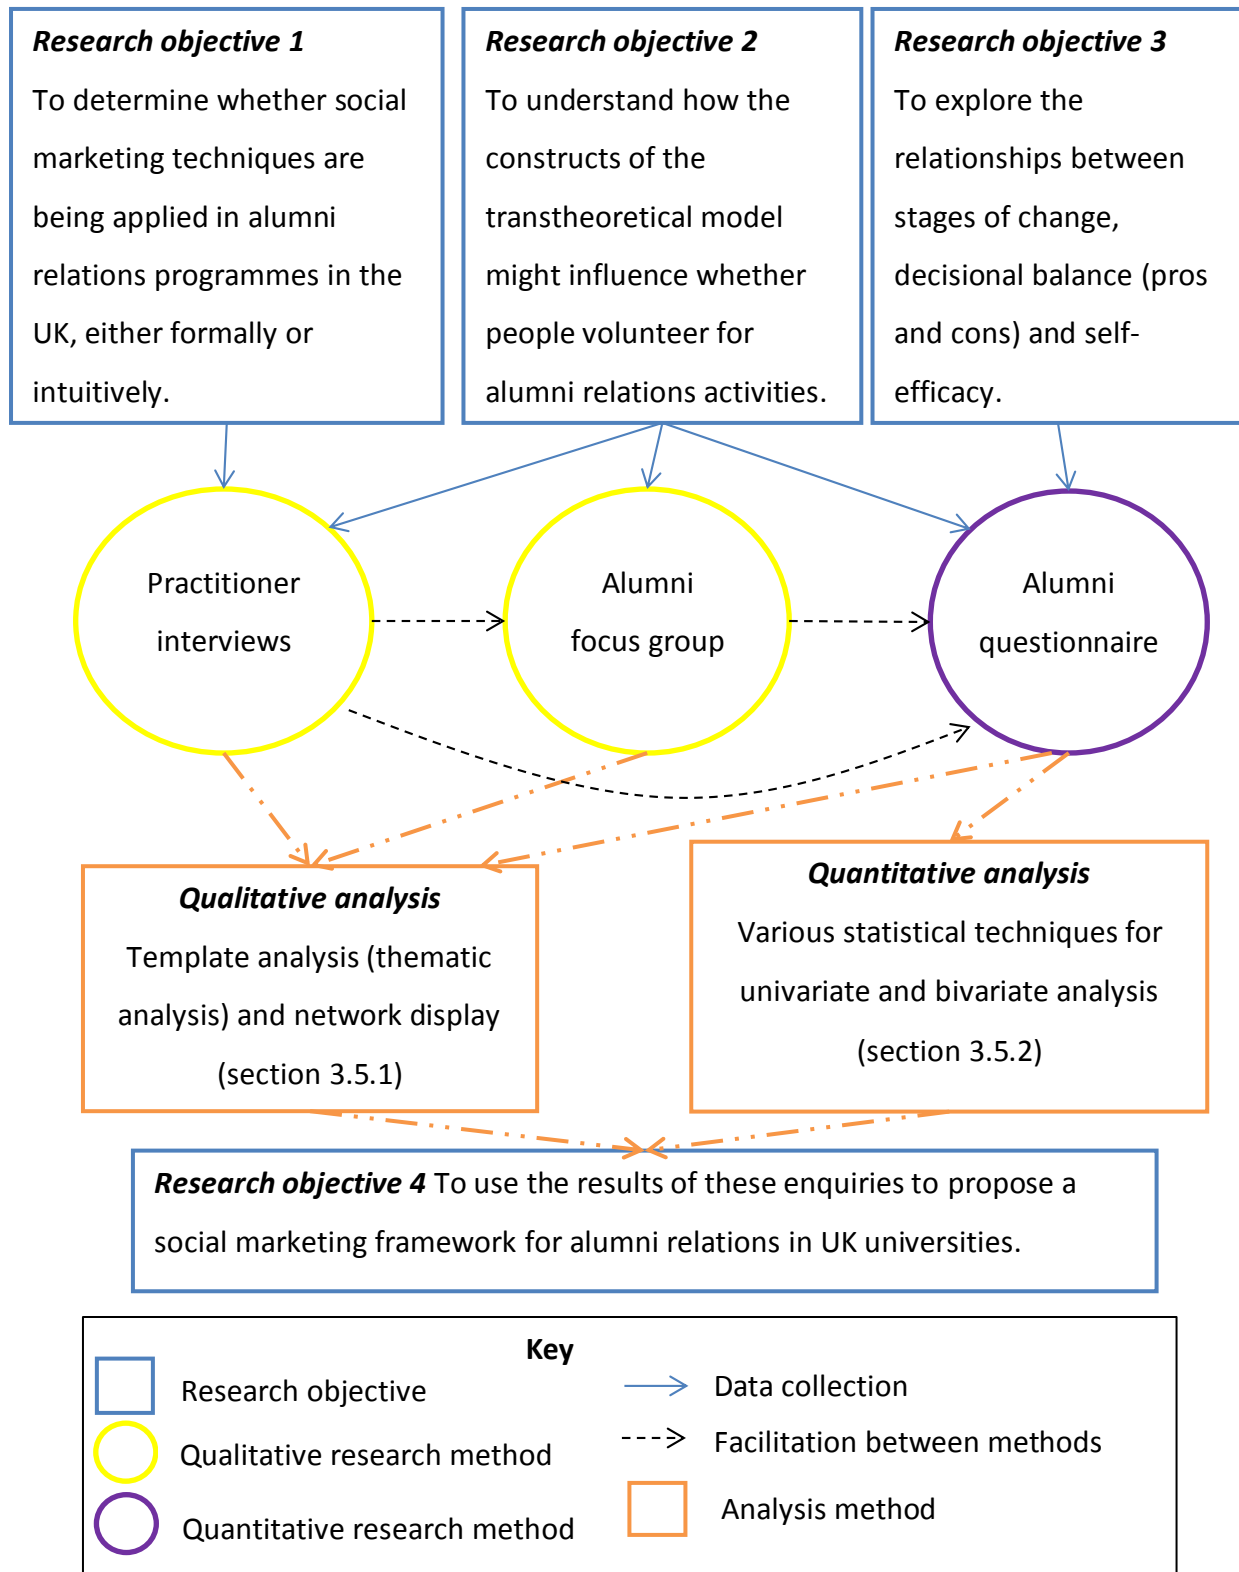 Research objective 1
To determine whether social
marketing techniques are
being applied in alumni
relations programmes in the
UK, either formally or
intuitively.
Research objective 2
To understand how the
constructs of the
transtheoretical model
might influence whether
people volunteer for
alumni relations activities.
Research objective 3
To explore the
relationships between
stages of change,
decisional balance (pros
and cons) and self-
efficacy.
Practitioner
interviews
Alumni
focus group
Alumni
questionnaire
Qualitative analysis
Template analysis (thematic
analysis) and network display
(section 3.5.1)
Quantitative analysis
Various statistical techniques for
univariate and bivariate analysis
(section 3.5.2)
Research objective 4 To use the results of these enquiries to propose a
social marketing framework for alumni relations in UK universities.
Key
Research objective
Qualitative research method
Quantitative research method
Data collection
Facilitation between methods
Analysis method